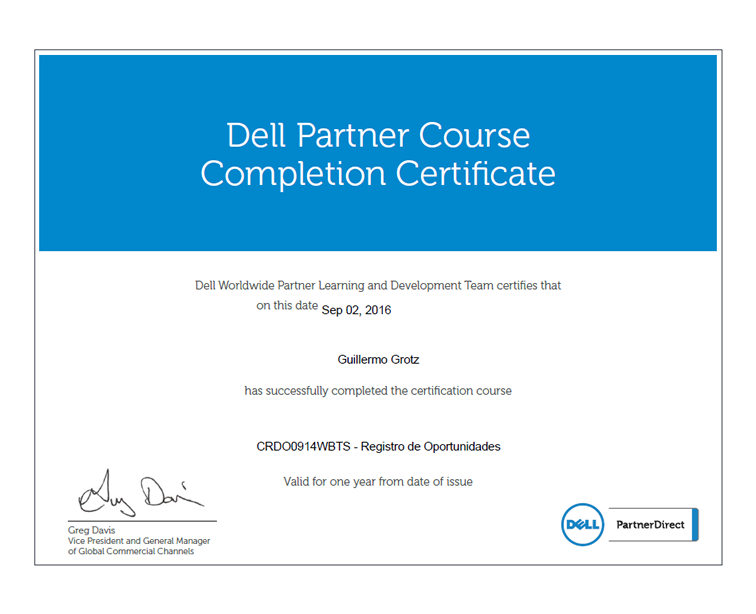 Dell Partner Course
Completion Certificate
Dell Worldwide Partner Learning and Development Team certifies that
on this date Sep 02, 2016
Guillermo Grotz
has successfully completed the certification course
CRDO0914WBTS - Registro de Oportunidades
Valid for one year from date of issue
Greg Davis
Greg Davis
Vice President and General Manager
of Global Commercial Channels
DELL PartnerDirect